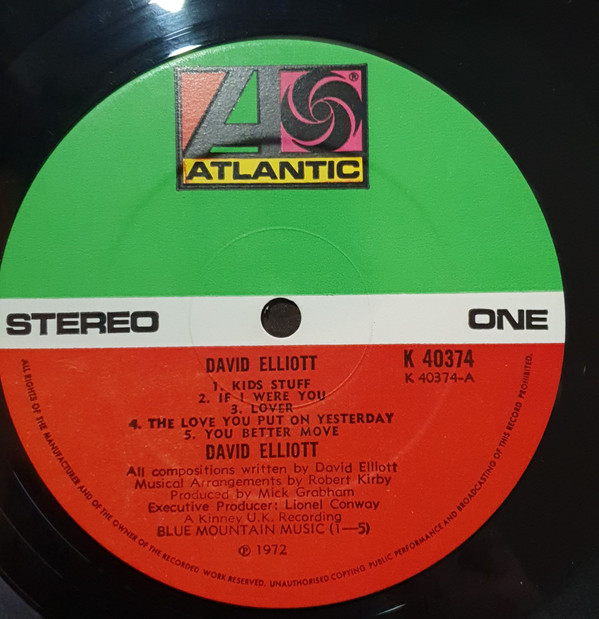 ATLANTIC
®
STEREO
ONE
DAVID ELLIOTT
K 40374
K 40374-A
1. KIDS STUFF
2. IF I WERE YOU
3. LOVER
4. THE LOVE YOU PUT ON YESTERDAY
5. YOU BETTER MOVE
DAVID ELLIOTT
All compositions written by David Elliott
Musical Arrangements by Robert Kirby
Produced by Mick Grabham
Executive Producer: Lionel Conway
A Kinney U.K. Recording
BLUE MOUNTAIN MUSIC (1—5)
℗ 1972
ALL RIGHTS OF THE MANUFACTURER AND OF THE OWNER OF THE RECORDED WORK RESERVED. UNAUTHORISED COPYING PUBLIC PERFORMANCE AND BROADCASTING OF THIS RECORD PROHIBITED.